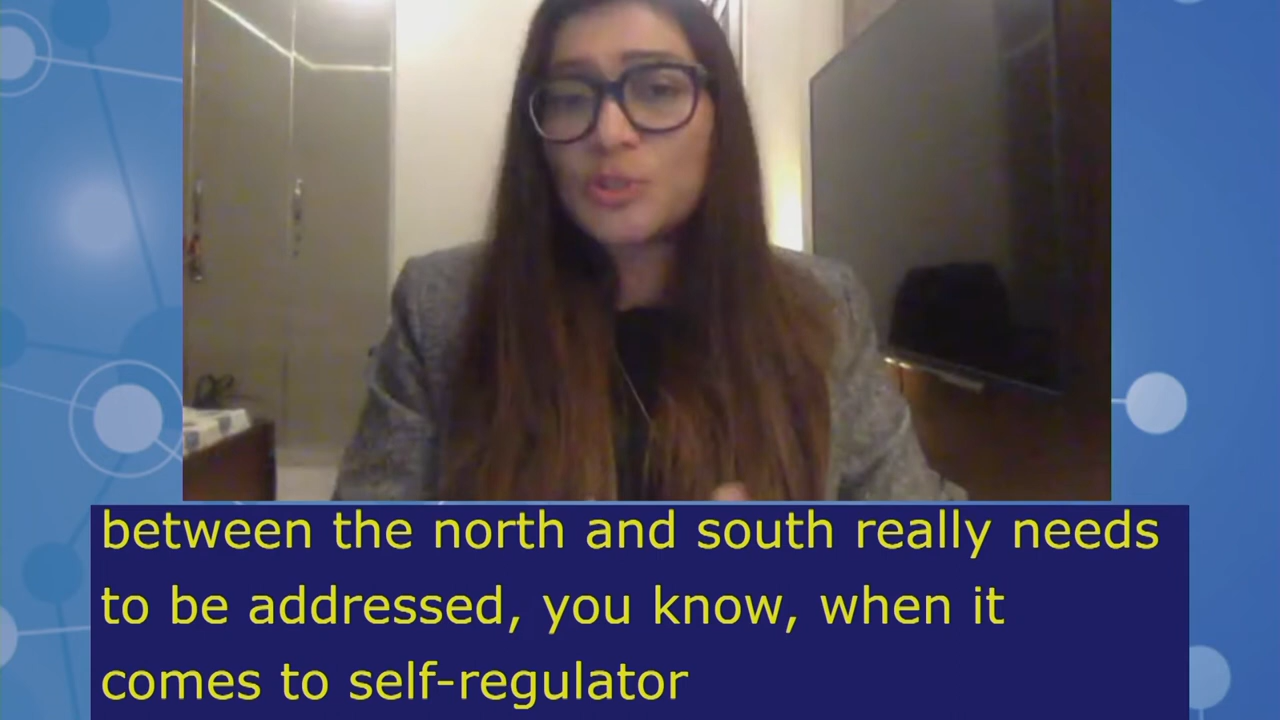 between the north and south really needs
to be addressed, you know, when it
comes to self-regulator